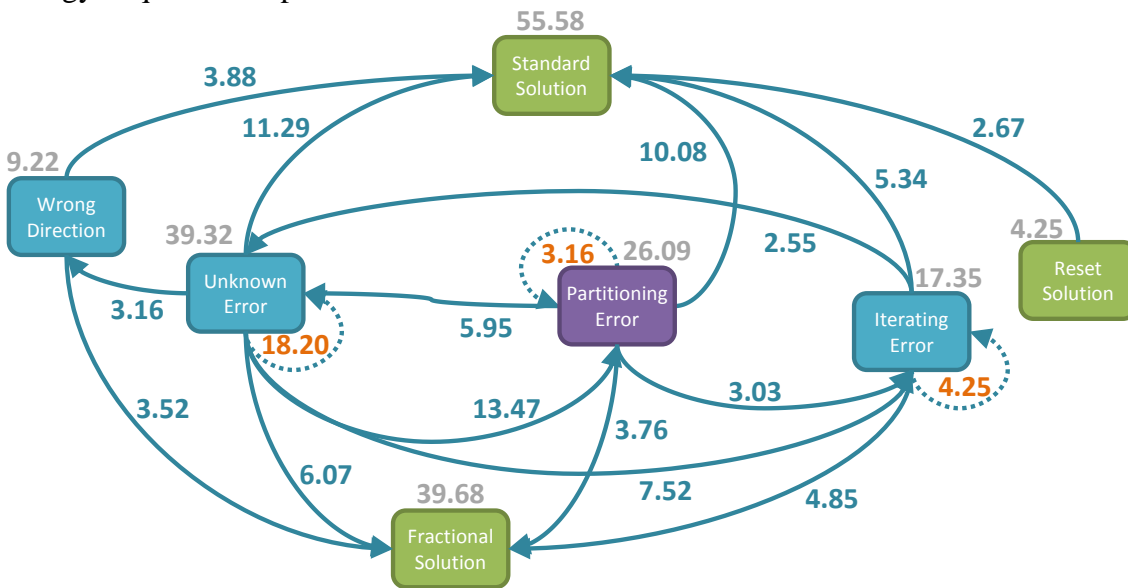 55.58
Standard
Solution
3.88
11.29
10.08
2.67
5.34
9.22
Wrong
Direction
39.32
2.55
4.25
3.16
26.09
17.35
Unknown
Error
Partitioning
Error
Reset
Solution
3.16
5.95
Iterating
Error
18.20
4.25
3.03
3.52
13.47
3.76
6.07
7.52
4.85
39.68
Fractional
Solution